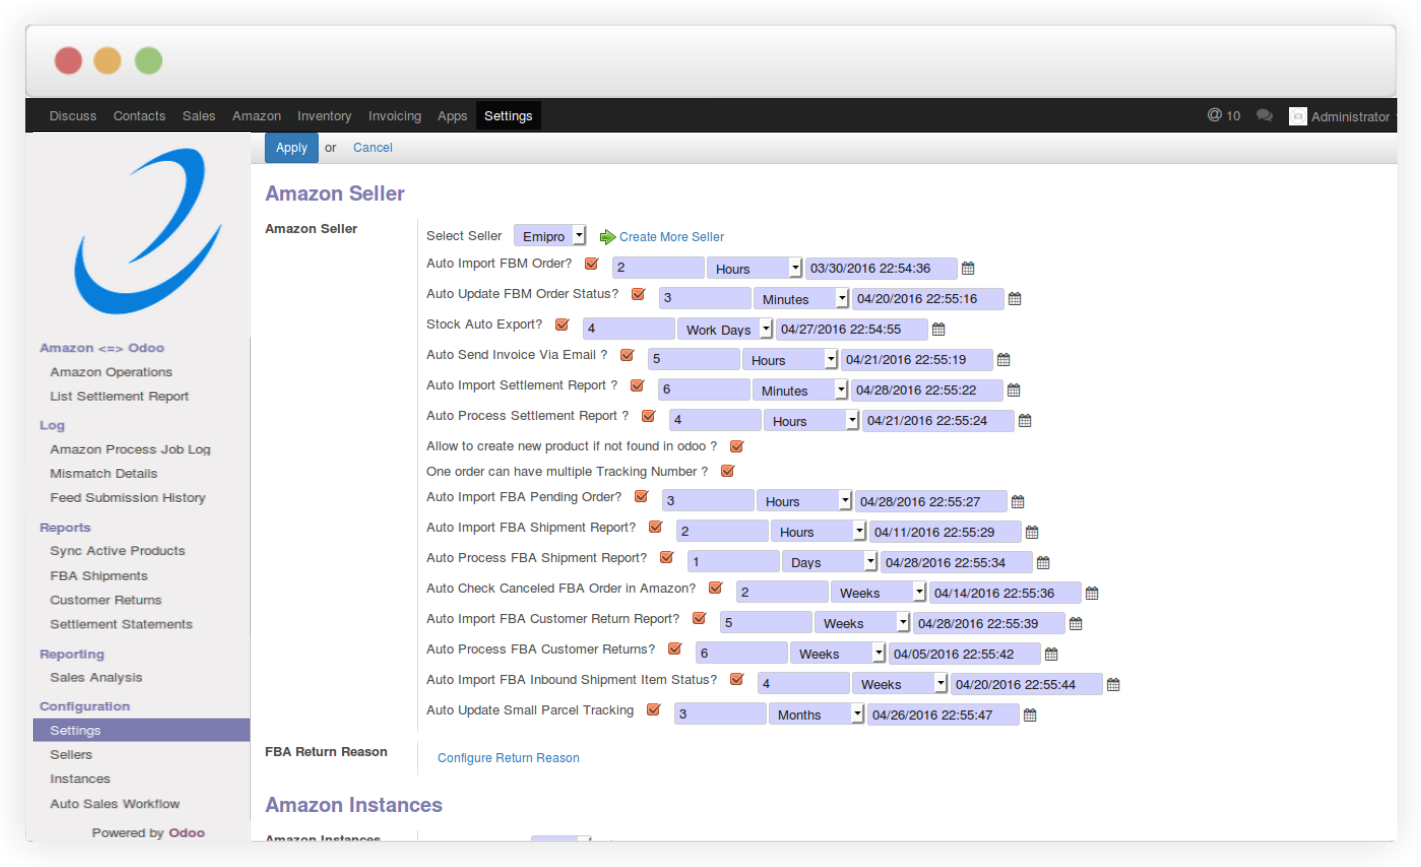 Discuss Contacts Sales Amazon Inventory Invoicing Apps Settings @ 10 Administrator
Apply or Cancel
Amazon Seller
Amazon Seller
Select Seller Emipro Create More Seller
Auto Import FBM Order? 2 Hours 03/30/2016 22:54:36
Auto Update FBM Order Status? 3 Minutes 04/20/2016 22:55:16
Stock Auto Export? 4 Work Days 04/27/2016 22:54:55
Auto Send Invoice Via Email ? 5 Hours 04/21/2016 22:55:19
Auto Import Settlement Report ? 6 Minutes 04/28/2016 22:55:22
Auto Process Settlement Report ? 4 Hours 04/21/2016 22:55:24
Allow to create new product if not found in odoo ?
One order can have multiple Tracking Number ?
Auto Import FBA Pending Order? 3 Hours 04/28/2016 22:55:27
Auto Import FBA Shipment Report? 2 Hours 04/11/2016 22:55:29
Auto Process FBA Shipment Report? 1 Days 04/28/2016 22:55:34
Auto Check Canceled FBA Order in Amazon? 2 Weeks 04/14/2016 22:55:36
Auto Import FBA Customer Return Report? 5 Weeks 04/28/2016 22:55:39
Auto Process FBA Customer Returns? 6 Weeks 04/05/2016 22:55:42
Auto Import FBA Inbound Shipment Item Status? 4 Weeks 04/20/2016 22:55:44
Auto Update Small Parcel Tracking 3 Months 04/26/2016 22:55:47
FBA Return Reason Configure Return Reason
Amazon Instances
Amazon Instances
Amazon <=> Odoo
Amazon Operations
List Settlement Report
Log
Amazon Process Job Log
Mismatch Details
Feed Submission History
Reports
Sync Active Products
FBA Shipments
Customer Returns
Settlement Statements
Reporting
Sales Analysis
Configuration
Settings
Sellers
Instances
Auto Sales Workflow
Powered by Odoo